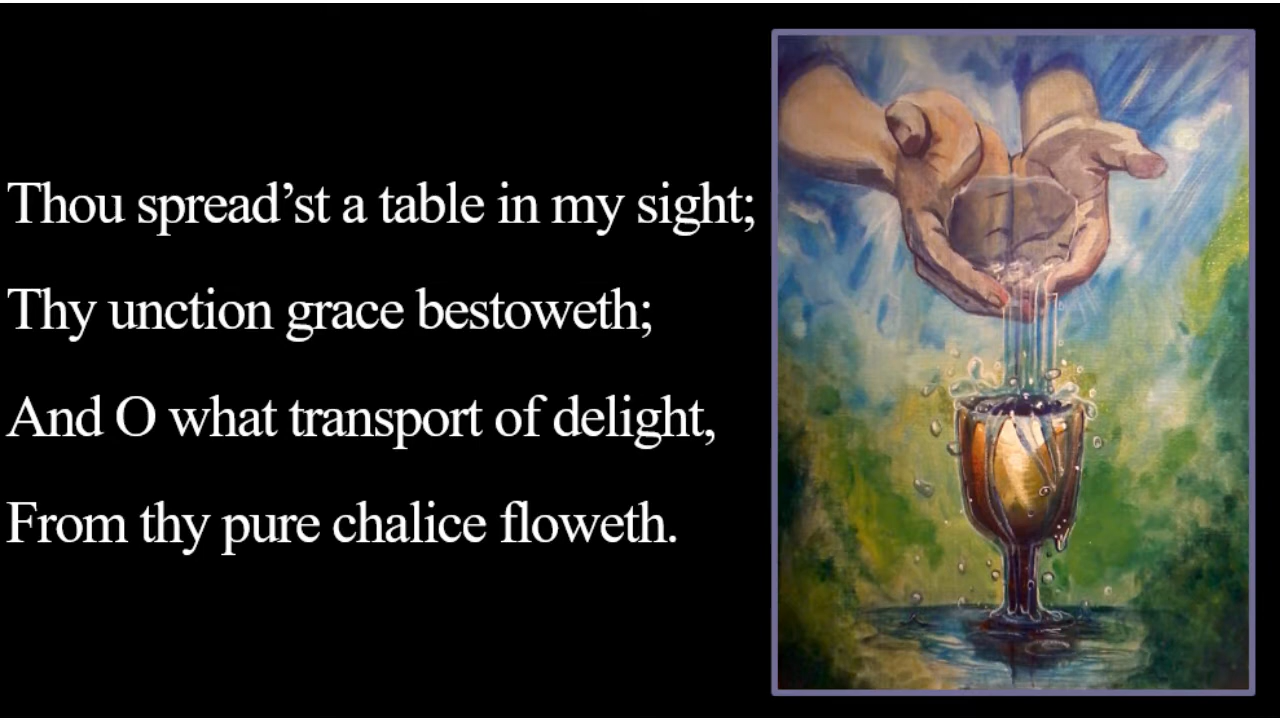 Thou spread’st a table in my sight;
Thy unction grace bestoweth;
And O what transport of delight,
From thy pure chalice floweth.